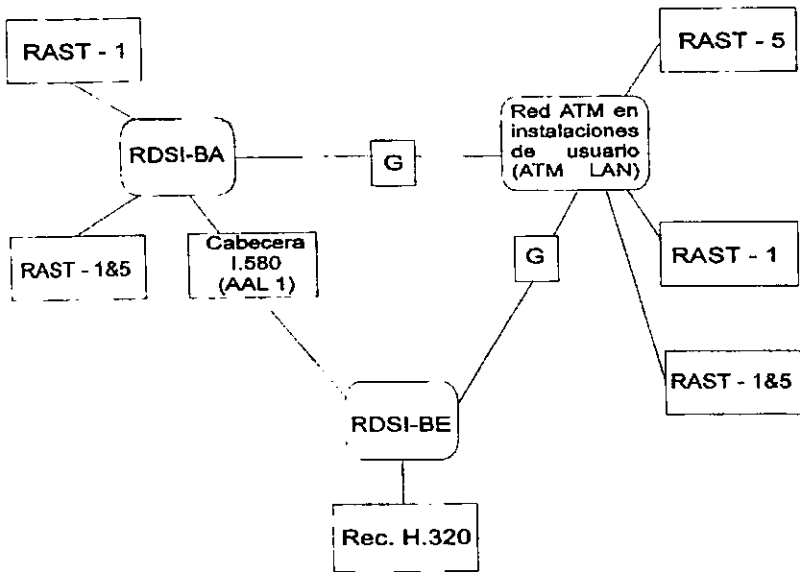 RAST - 1
RAST - 5
Red ATM en
instalaciones
de usuario
(ATM LAN)
RDSI-BA
G
RAST - 1&5
Cabecera
I.580
(AAL 1)
G
RAST - 1
RAST - 1&5
RDSI-BE
Rec. H.320